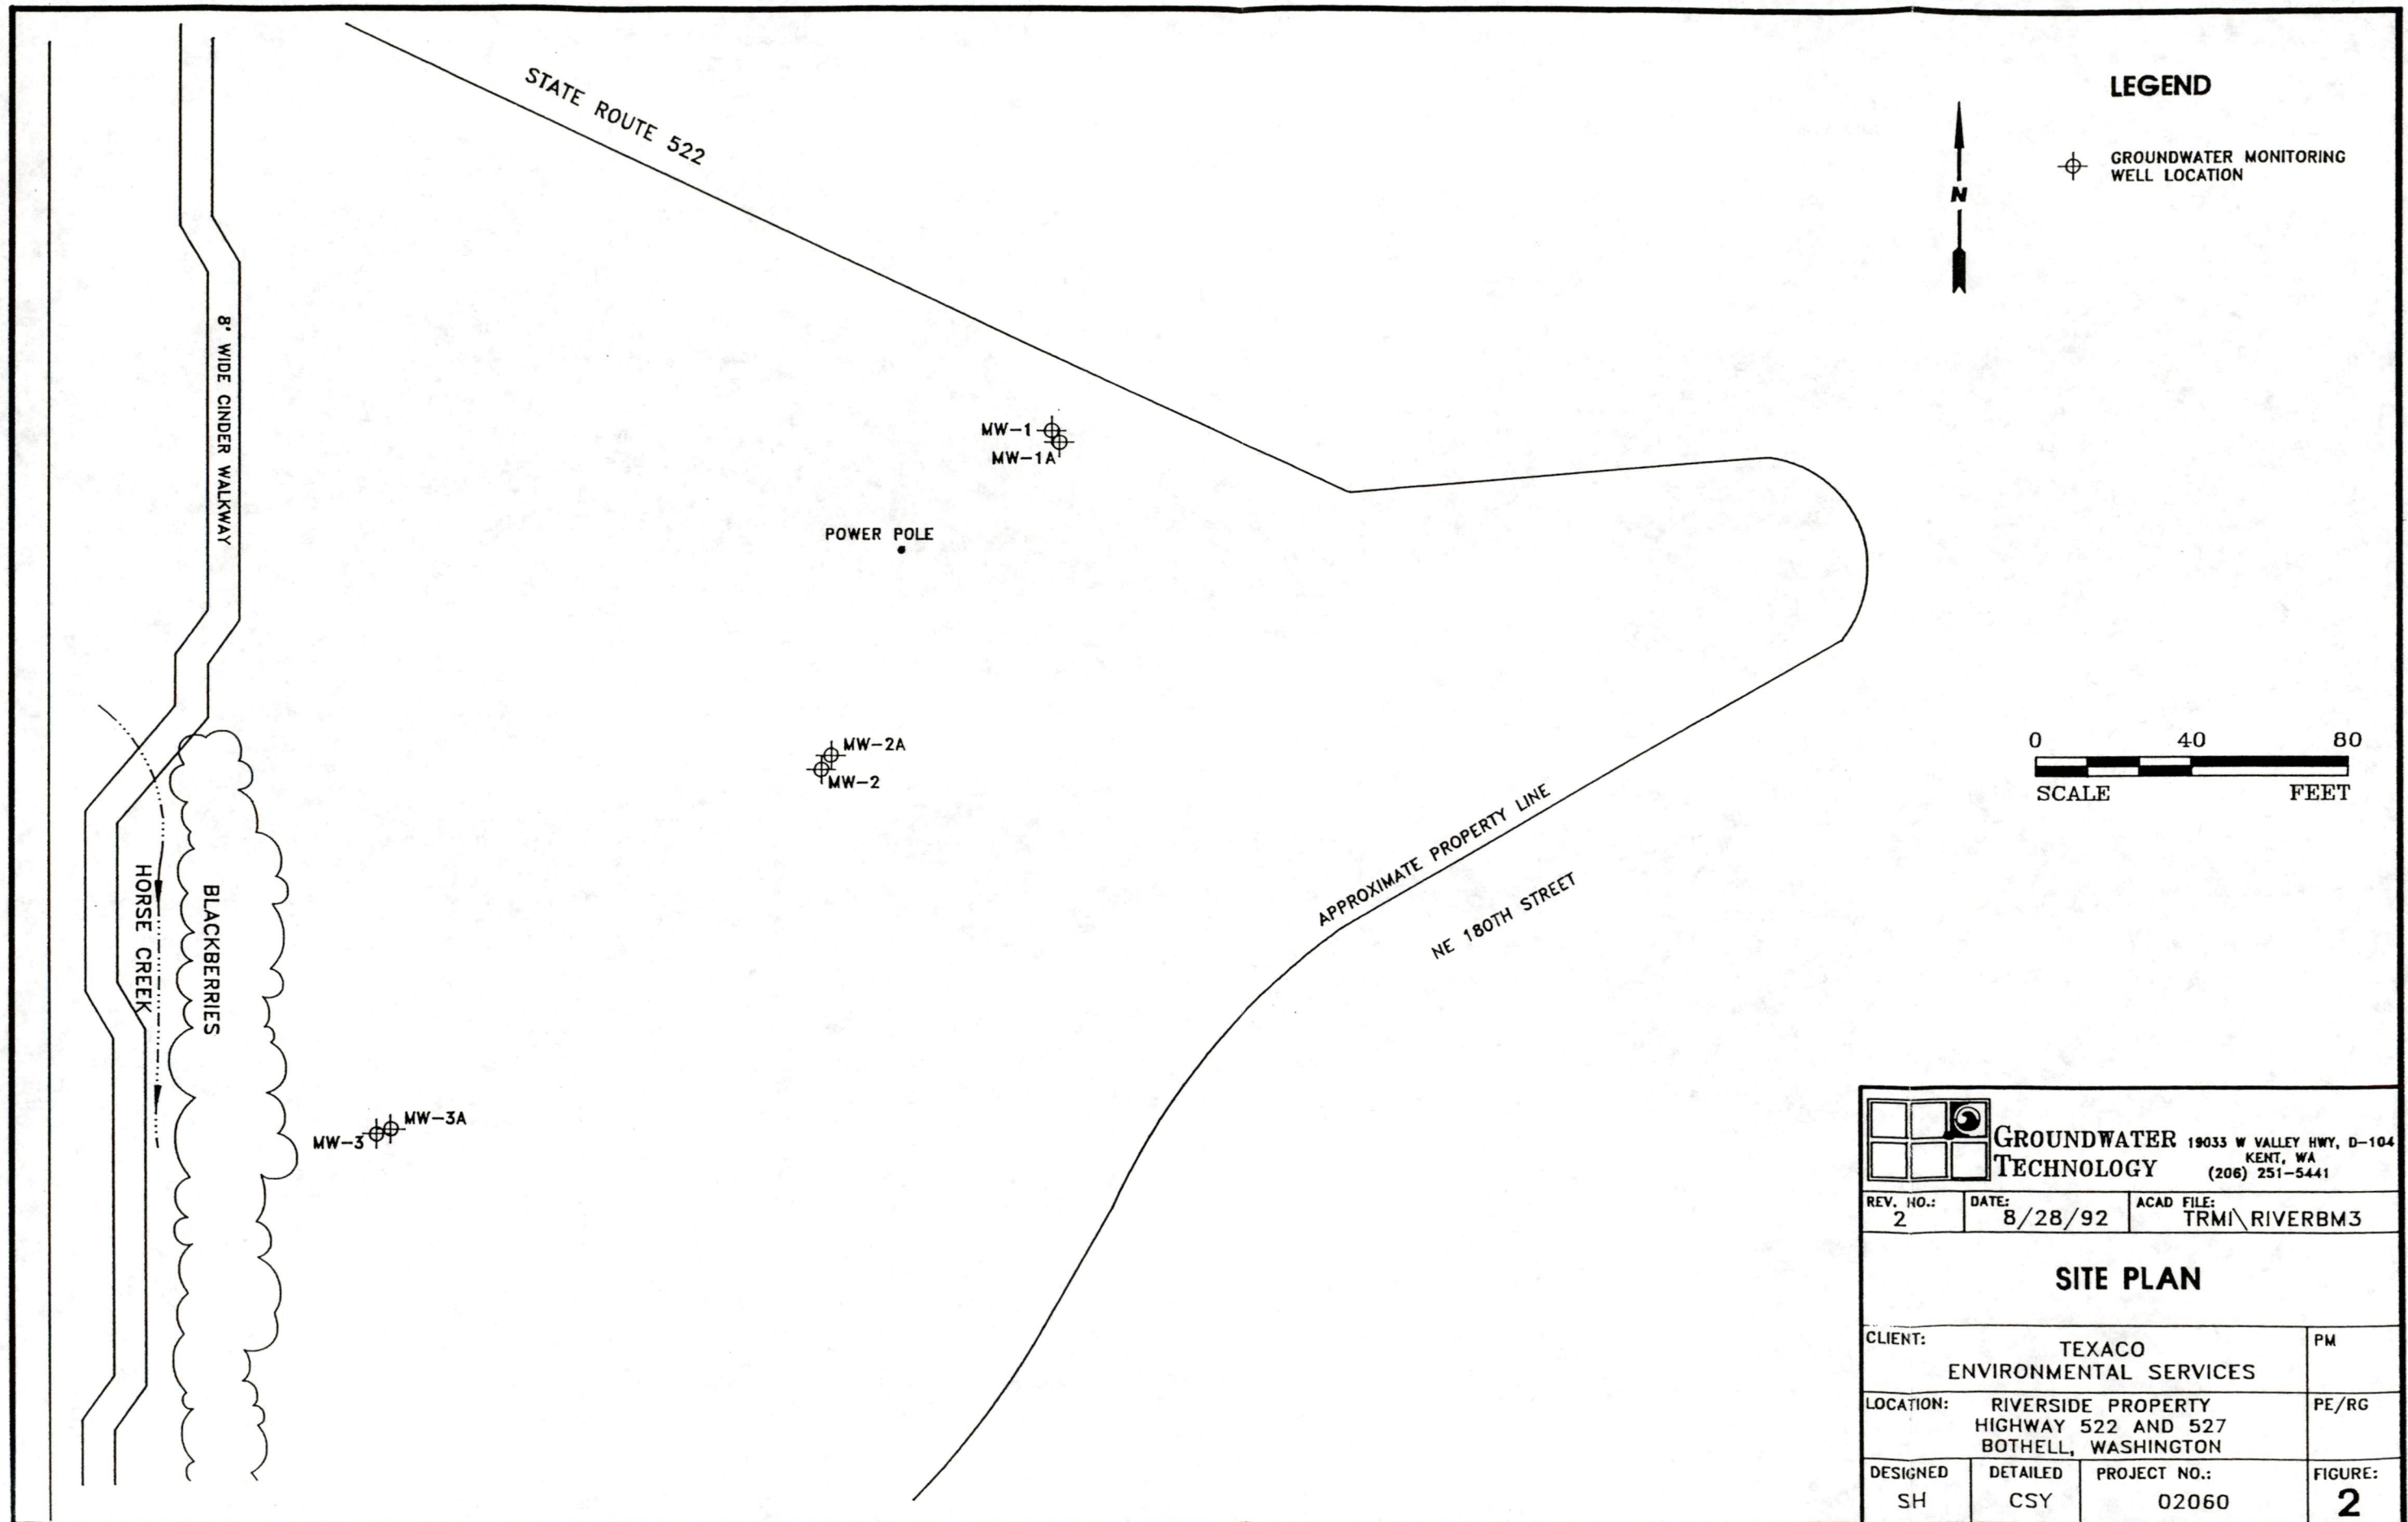 STATE ROUTE 522
LEGEND
GROUNDWATER MONITORING
WELL LOCATION
N
8' WIDE CINDER WALKWAY
MW-1
MW-1A
POWER POLE
MW-2A
MW-2
0 40 80
SCALE FEET
APPROXIMATE PROPERTY LINE
NE 180TH STREET
HORSE CREEK
BLACKBERRIES
MW-3A
MW-3
GROUNDWATER
TECHNOLOGY
19033 W VALLEY HWY, D-104
KENT, WA
(206) 251-5441
REV. NO.:
2
DATE:
8/28/92
ACAD FILE:
TRMI\RIVERBM3
SITE PLAN
CLIENT:
TEXACO
ENVIRONMENTAL SERVICES
PM
LOCATION:
RIVERSIDE PROPERTY
HIGHWAY 522 AND 527
BOTHELL, WASHINGTON
PE/RG
DESIGNED
SH
DETAILED
CSY
PROJECT NO.:
02060
FIGURE:
2